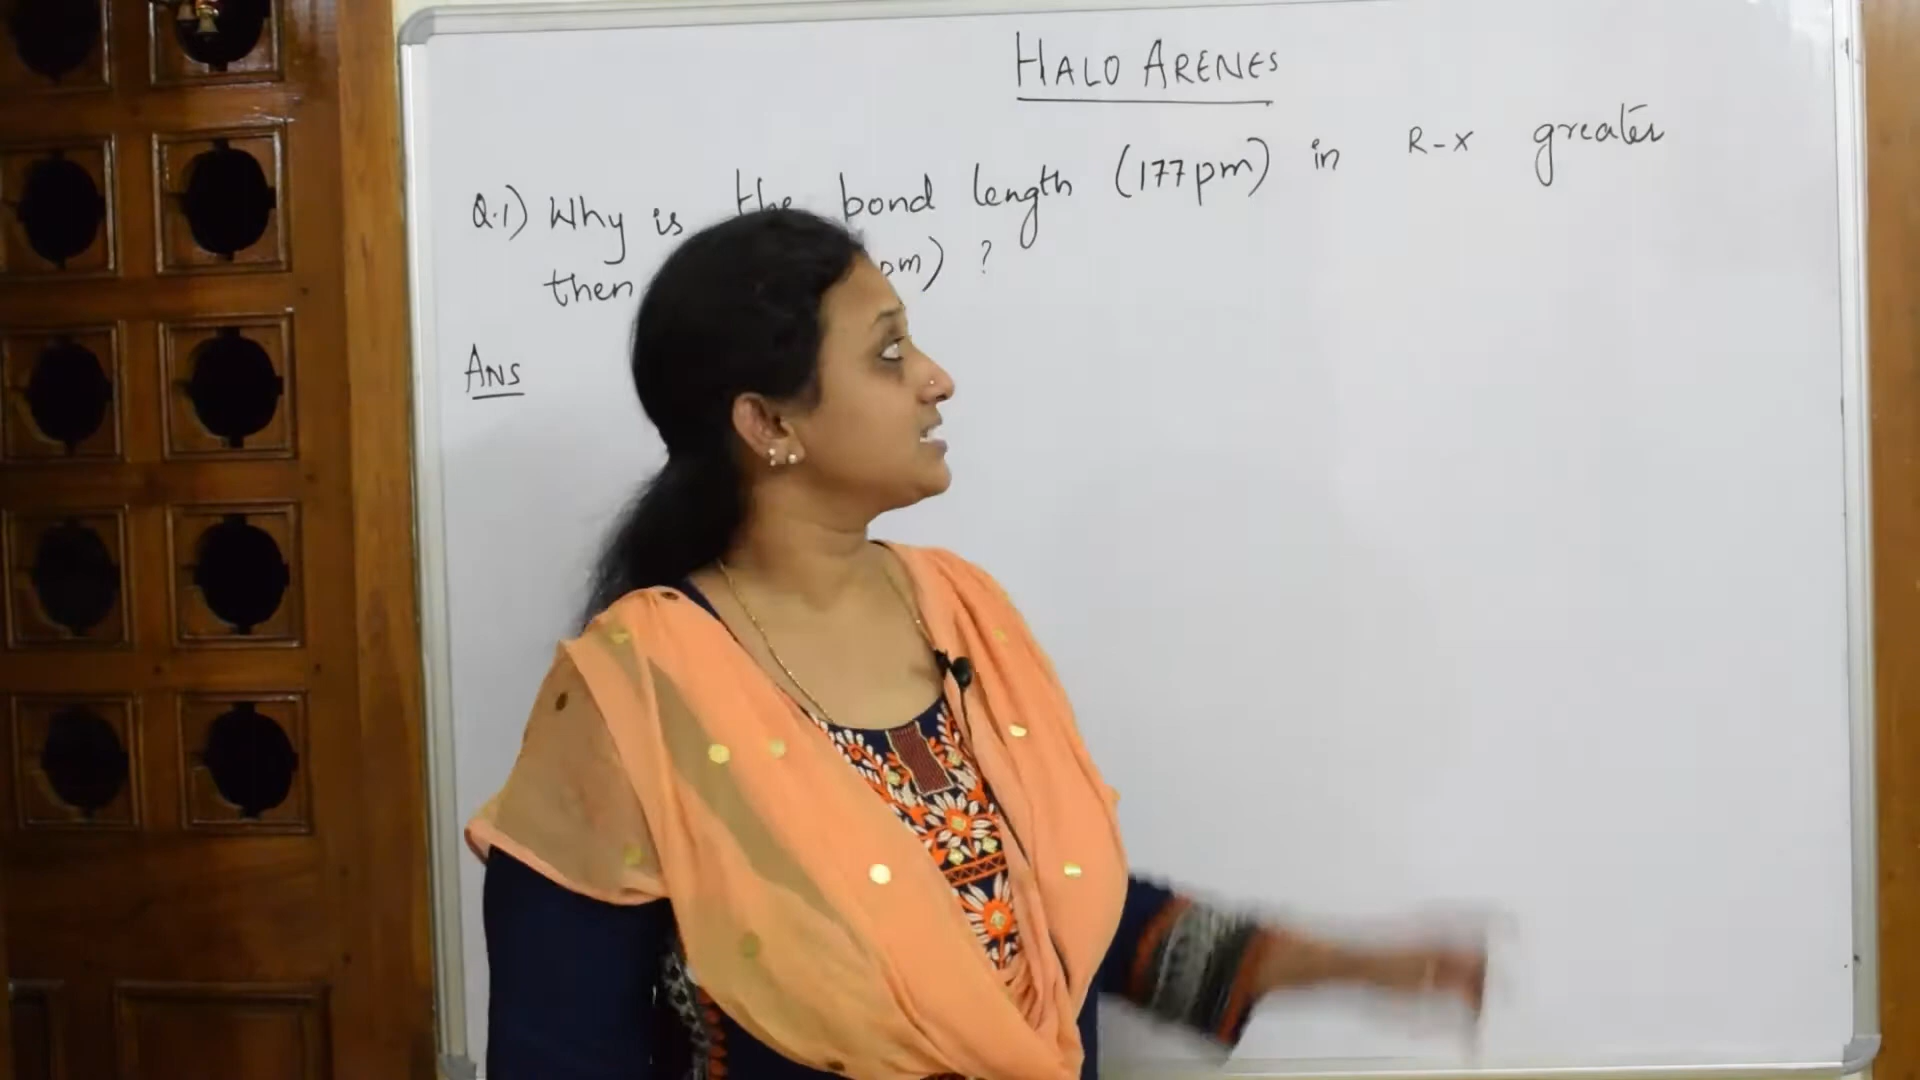 HALO ARENES
Q.1) Why is the bond length (177pm) in R-X greater
then pm) ?
ANS